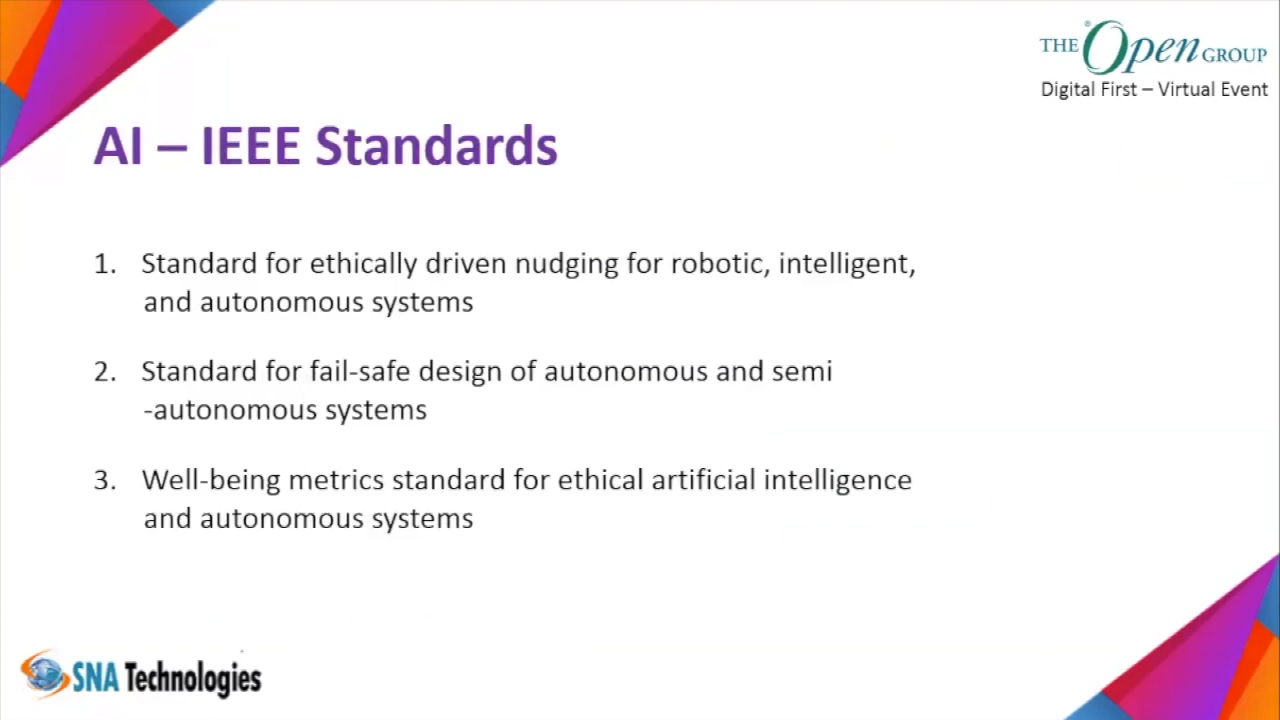 THE Open GROUP
Digital First – Virtual Event
AI – IEEE Standards
1. Standard for ethically driven nudging for robotic, intelligent,
and autonomous systems
2. Standard for fail-safe design of autonomous and semi
-autonomous systems
3. Well-being metrics standard for ethical artificial intelligence
and autonomous systems
SNA Technologies